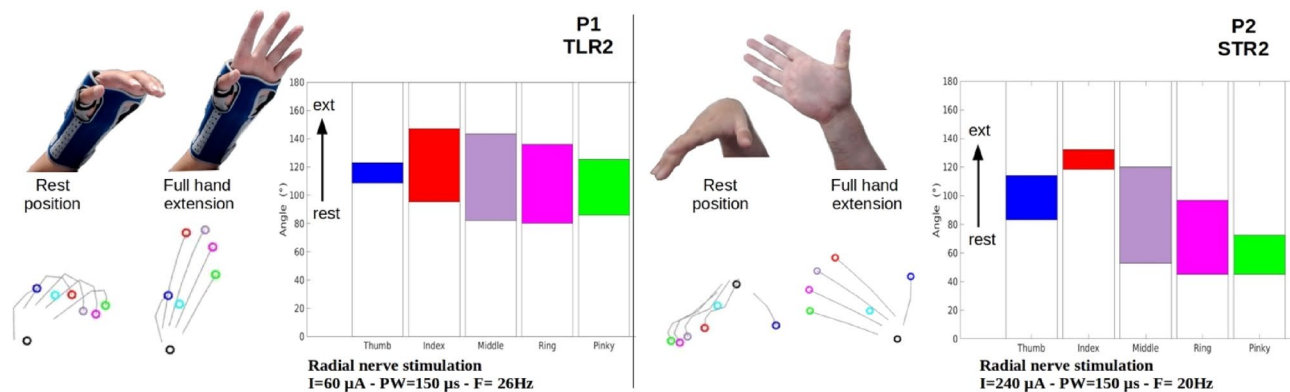 P1
TLR2
Rest
position
Full hand
extension
ext
rest
Angle (°)
180
160
140
120
100
80
60
40
20
0
Thumb Index Middle Ring Pinky
Radial nerve stimulation
I=60 µA - PW=150 µs - F= 26Hz
P2
STR2
Rest
position
Full hand
extension
ext
rest
Angle (°)
180
160
140
120
100
80
60
40
20
0
Thumb Index Middle Ring Pinky
Radial nerve stimulation
I=240 µA - PW=150 µs - F= 20Hz